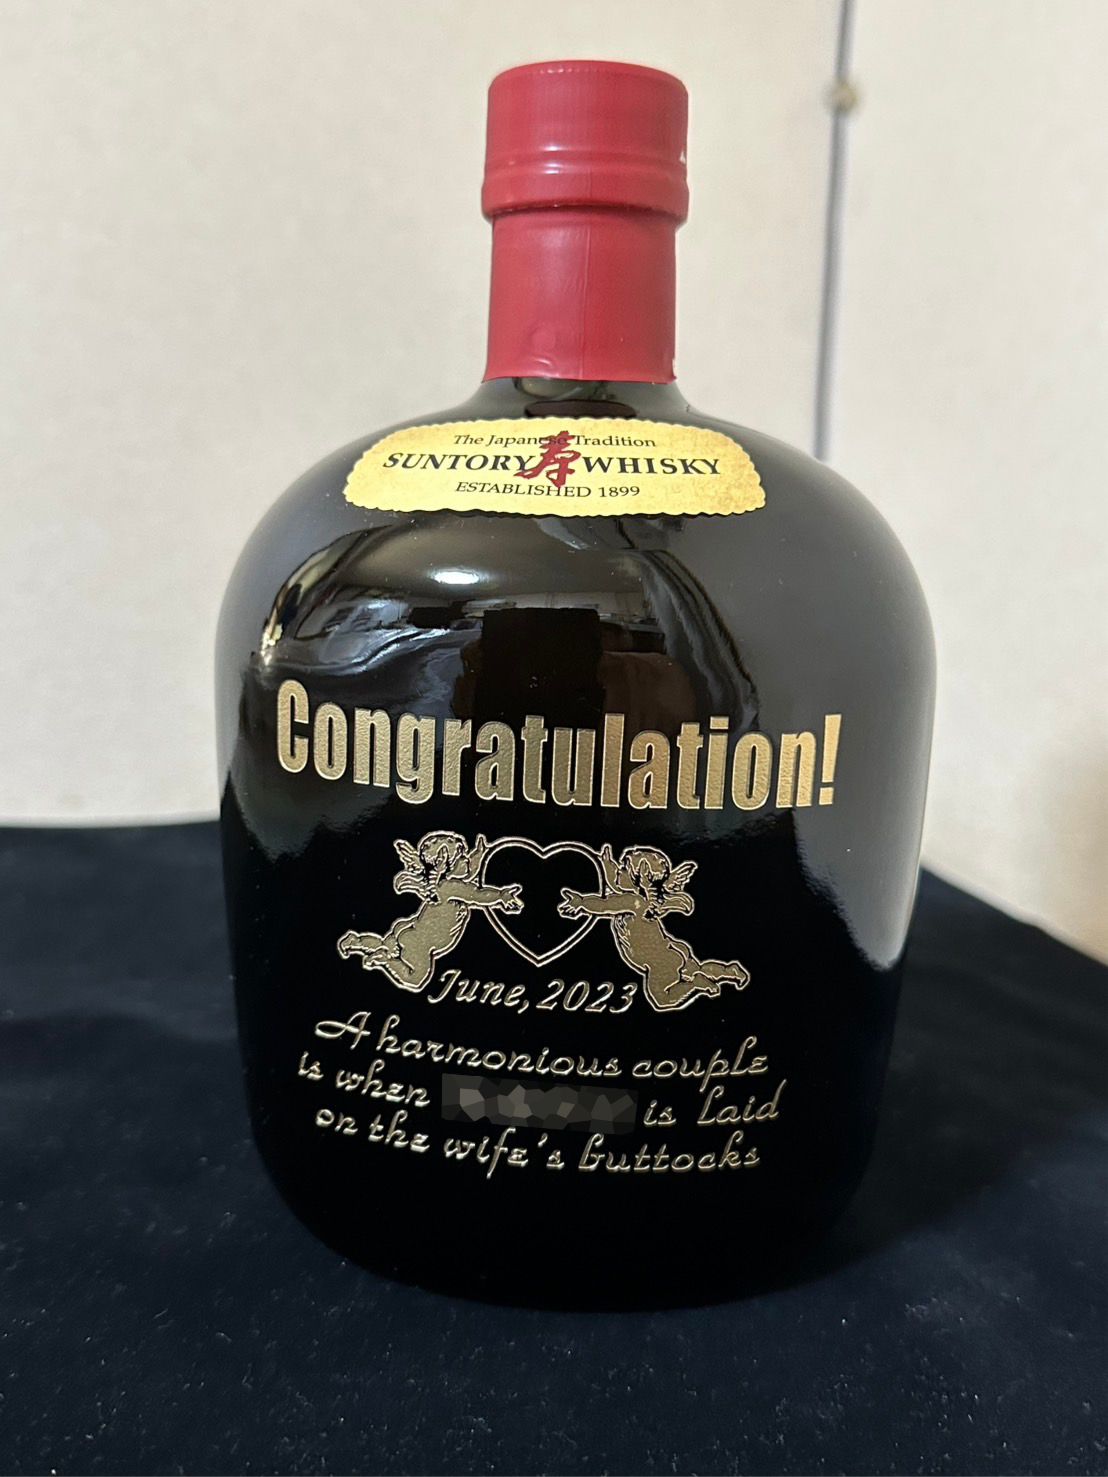 The Japanese Tradition
SUNTORY 寿 WHISKY
ESTABLISHED 1899
Congratulation!
June, 2023
A harmonious couple
is when is laid
on the wife's buttocks